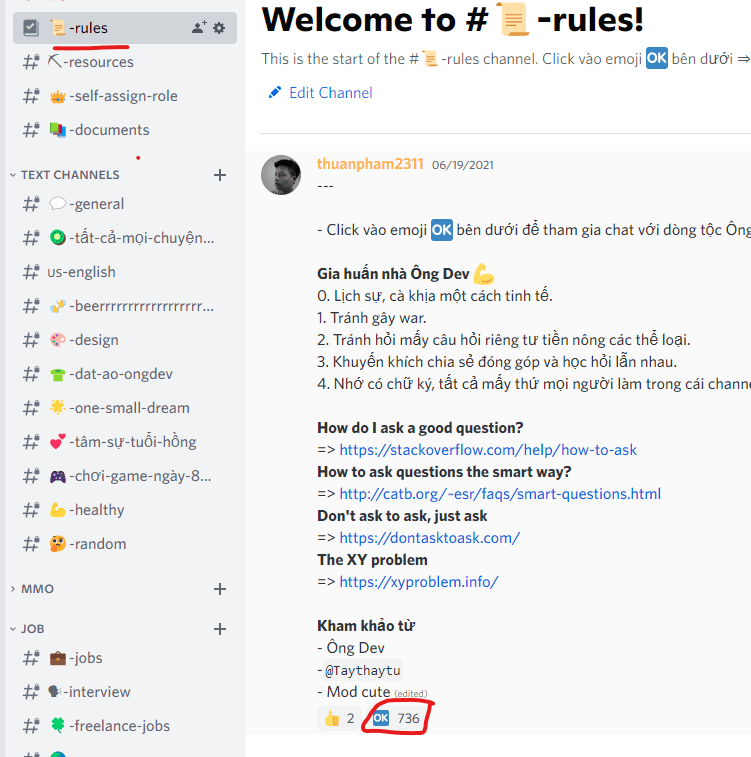 -rules
-resources
-self-assign-role
-documents
TEXT CHANNELS
-general
-tất-cả-mọi-chuyện...
us-english
-beerrrrrrrrrrrrrrrrrr...
-design
-dat-ao-ongdev
-one-small-dream
-tâm-sự-tuổi-hồng
-chơi-game-ngày-8...
-healthy
-random
MMO
JOB
-jobs
-interview
-freelance-jobs
Welcome to #📜-rules!
This is the start of the #📜-rules channel. Click vào emoji 🆗 bên dưới ⇒
Edit Channel
thuanpham2311 06/19/2021
---
- Click vào emoji 🆗 bên dưới để tham gia chat với dòng tộc Ông
Gia huấn nhà Ông Dev 💪
0. Lịch sự, cà khịa một cách tinh tế.
1. Tránh gây war.
2. Tránh hỏi mấy câu hỏi riêng tư tiền nông các thể loại.
3. Khuyến khích chia sẻ đóng góp và học hỏi lẫn nhau.
4. Nhớ có chữ ký, tất cả mấy thứ mọi người làm trong cái channe
How do I ask a good question?
=> https://stackoverflow.com/help/how-to-ask
How to ask questions the smart way?
=> http://catb.org/~esr/faqs/smart-questions.html
Don't ask to ask, just ask
=> https://dontasktoask.com/
The XY problem
=> https://xyproblem.info/
Kham khảo từ
- Ông Dev
- @Taythaytu
- Mod cute (edited)
👍 2 🆗 736